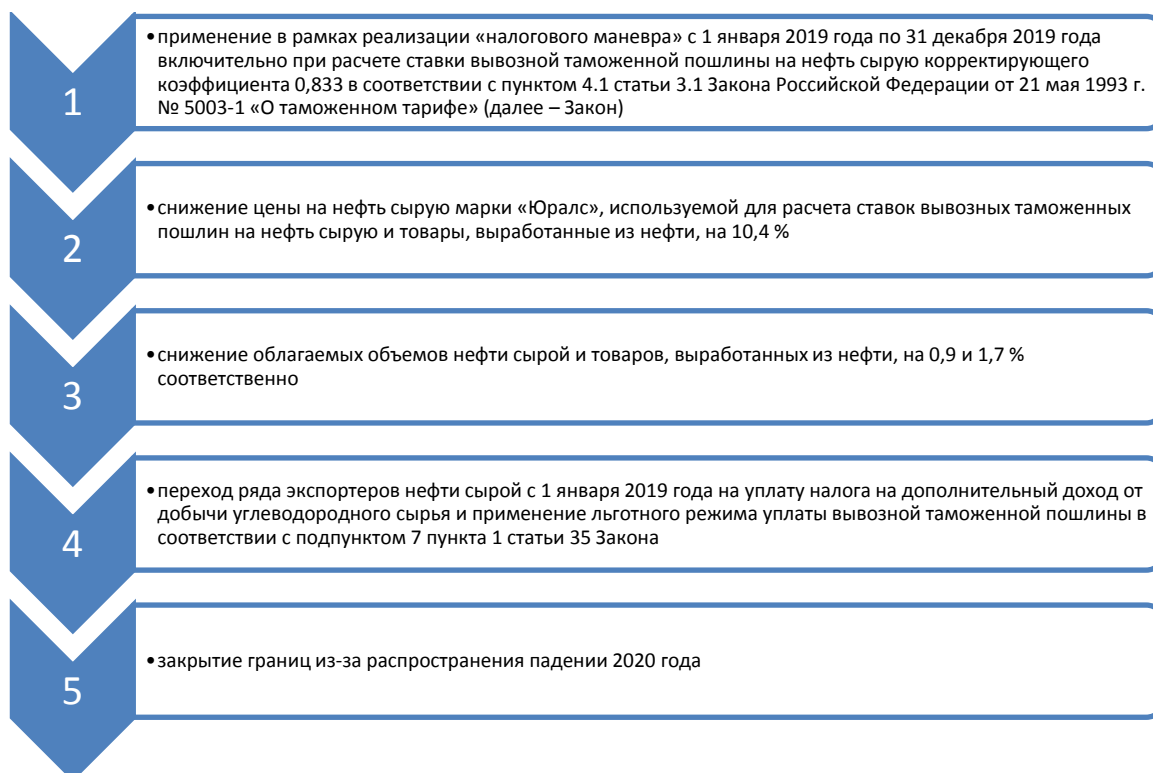 1
•применение в рамках реализации «налогового маневра» с 1 января 2019 года по 31 декабря 2019 года
включительно при расчете ставки вывозной таможенной пошлины на нефть сырую корректирующего
коэффициента 0,833 в соответствии с пунктом 4.1 статьи 3.1 Закона Российской Федерации от 21 мая 1993 г.
№ 5003-1 «О таможенном тарифе» (далее – Закон)
2
•снижение цены на нефть сырую марки «Юралс», используемой для расчета ставок вывозных таможенных
пошлин на нефть сырую и товары, выработанные из нефти, на 10,4 %
3
•снижение облагаемых объемов нефти сырой и товаров, выработанных из нефти, на 0,9 и 1,7 %
соответственно
4
•переход ряда экспортеров нефти сырой с 1 января 2019 года на уплату налога на дополнительный доход от
добычи углеводородного сырья и применение льготного режима уплаты вывозной таможенной пошлины в
соответствии с подпунктом 7 пункта 1 статьи 35 Закона
5
•закрытие границ из-за распространения падении 2020 года